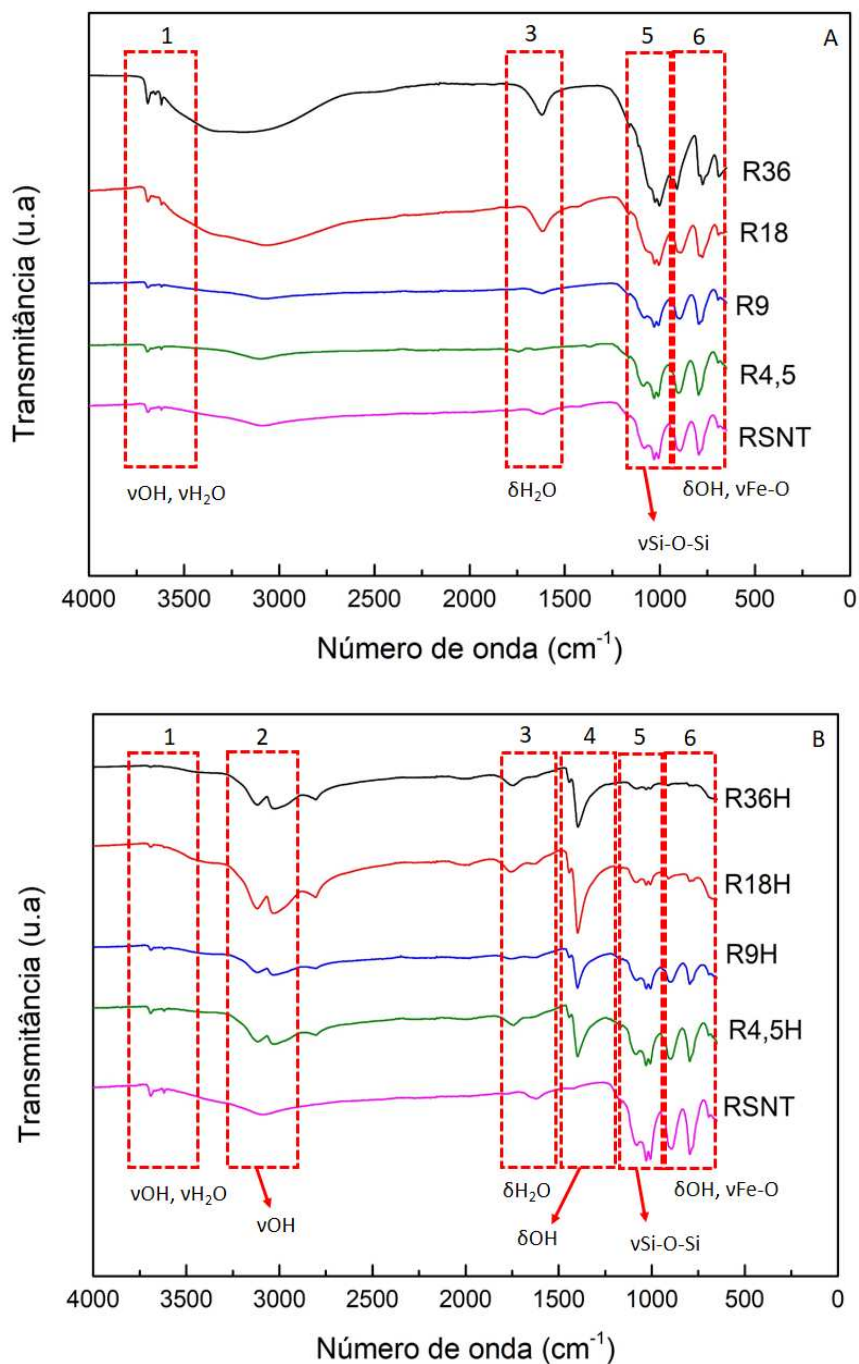 1 3 5 6 A
R36
R18
R9
R4,5
RSNT
νOH, νH₂O δH₂O δOH, νFe-O
νSi-O-Si
Transmitância (u.a)
4000 3500 3000 2500 2000 1500 1000 500 0
Número de onda (cm⁻¹)
1 2 3 4 5 6 B
R36H
R18H
R9H
R4,5H
RSNT
νOH, νH₂O δH₂O δOH, νFe-O
νOH δOH νSi-O-Si
Transmitância (u.a)
4000 3500 3000 2500 2000 1500 1000 500 0
Número de onda (cm⁻¹)